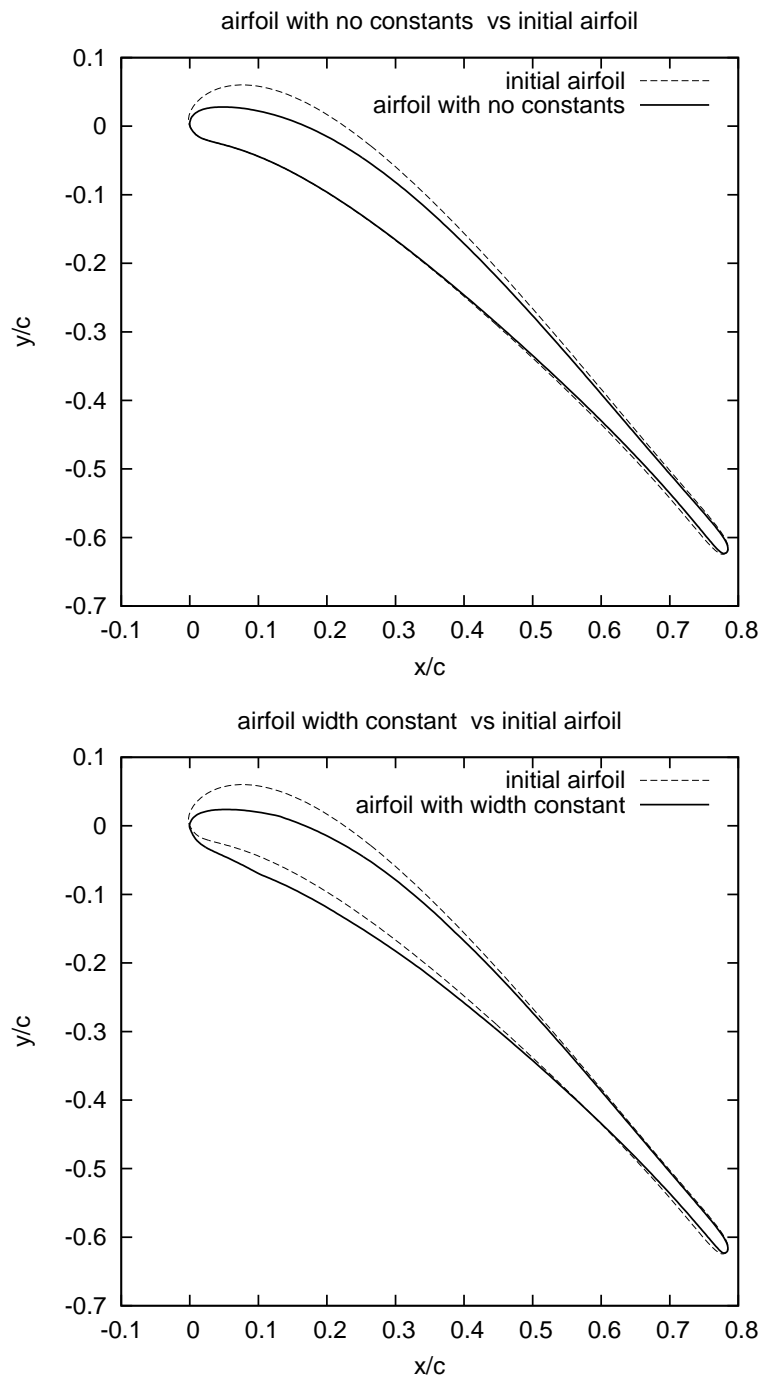 airfoil with no constants vs initial airfoil
0.1
initial airfoil
airfoil with no constants
0
-0.1
-0.2
y/c
-0.3
-0.4
-0.5
-0.6
-0.7
-0.1 0 0.1 0.2 0.3 0.4 0.5 0.6 0.7 0.8
x/c
airfoil width constant vs initial airfoil
0.1
initial airfoil
airfoil with width constant
0
-0.1
-0.2
y/c
-0.3
-0.4
-0.5
-0.6
-0.7
-0.1 0 0.1 0.2 0.3 0.4 0.5 0.6 0.7 0.8
x/c